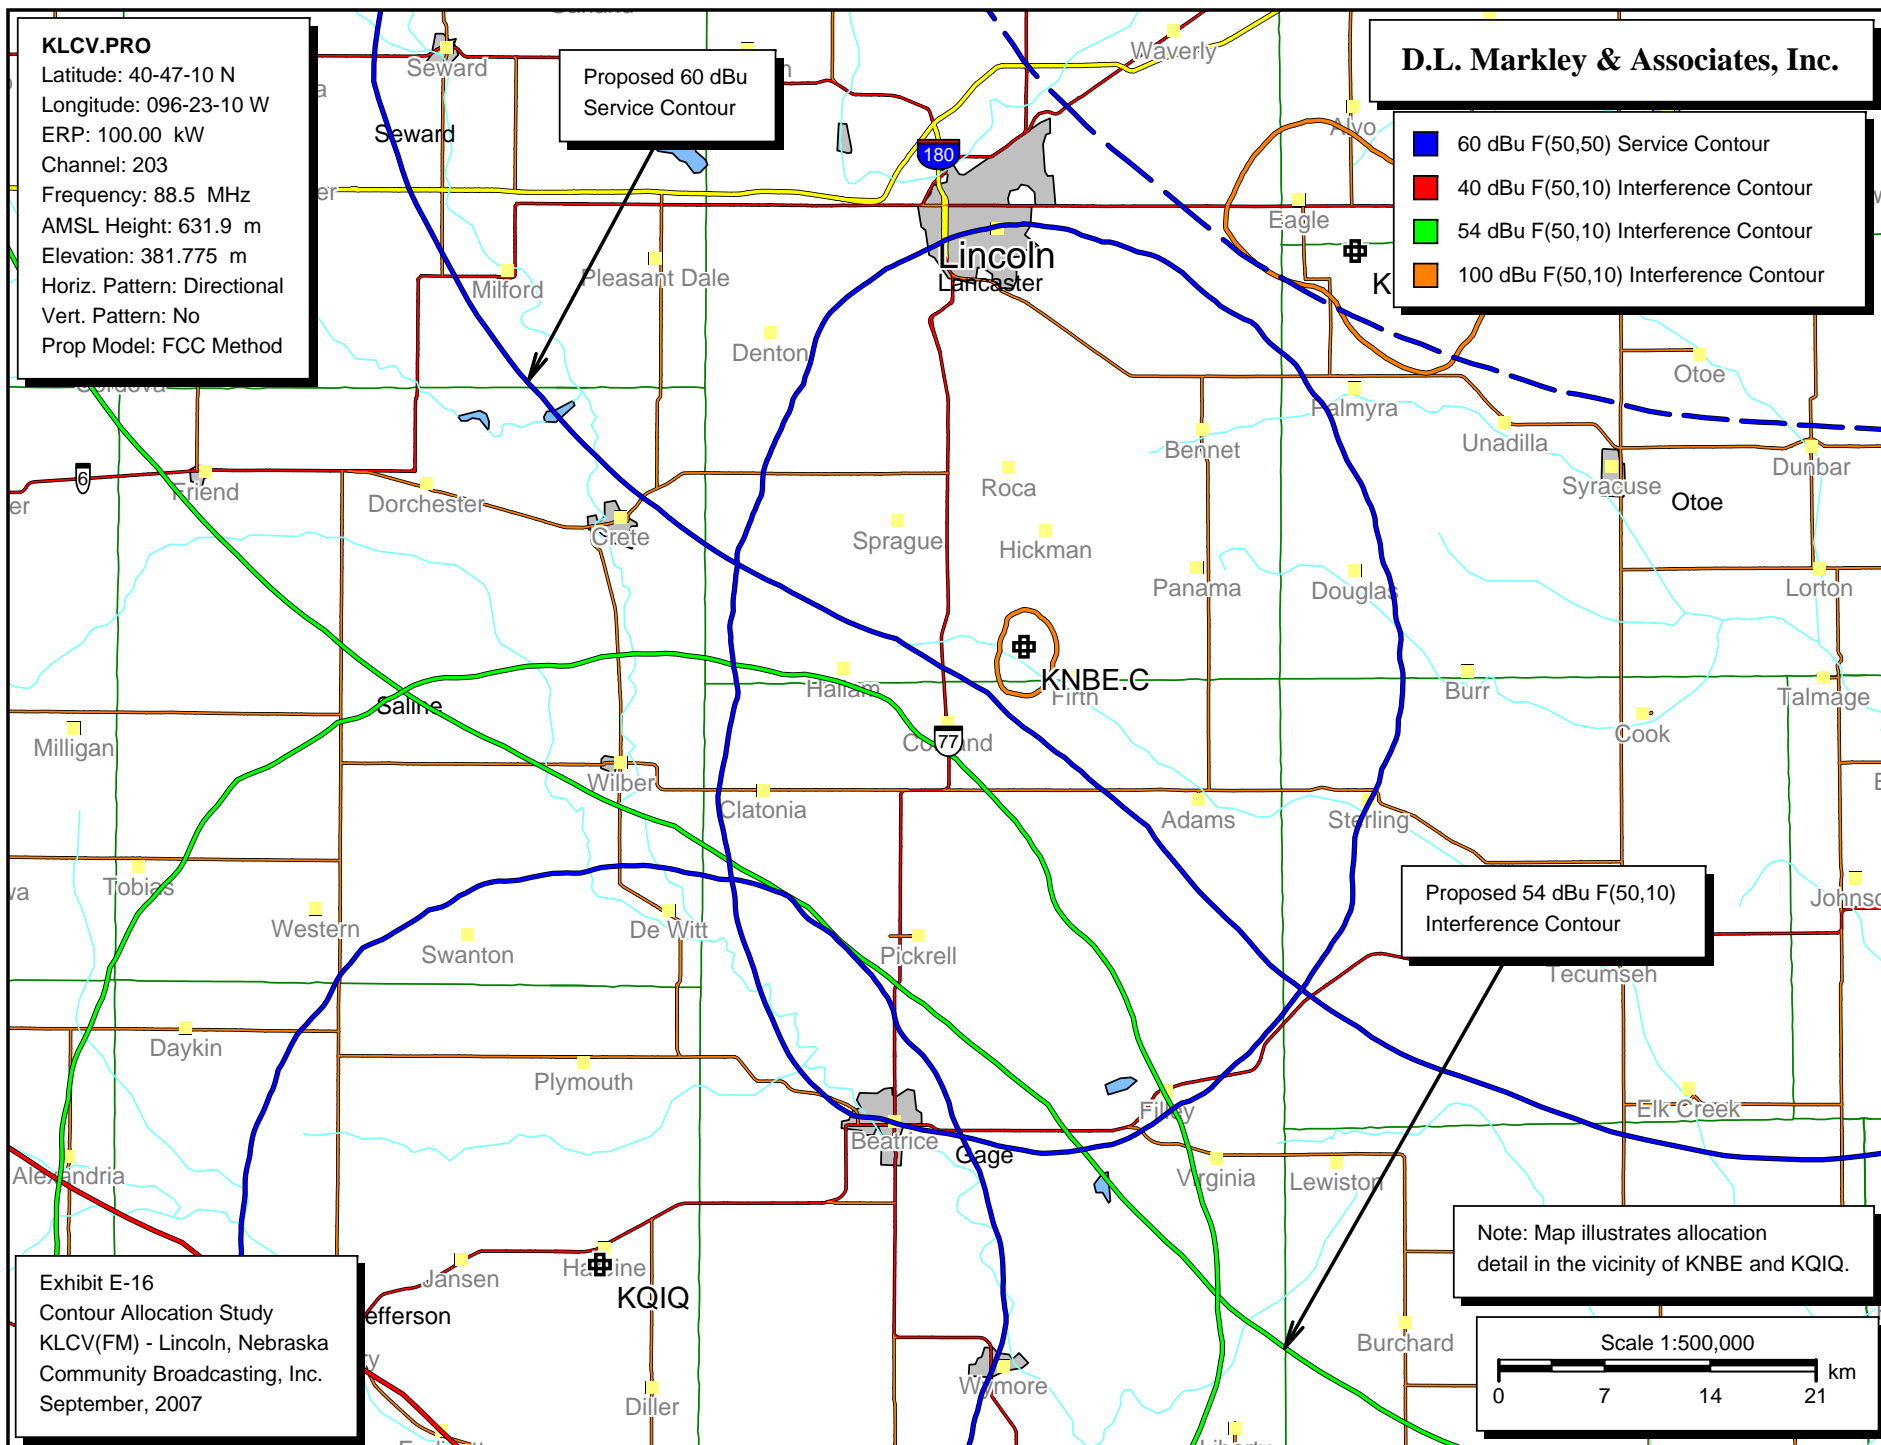 KLCV.PRO
Latitude: 40-47-10 N
Longitude: 096-23-10 W
ERP: 100.00 kW
Channel: 203
Frequency: 88.5 MHz
AMSL Height: 631.9 m
Elevation: 381.775 m
Horiz. Pattern: Directional
Vert. Pattern: No
Prop Model: FCC Method
Proposed 60 dBu
Service Contour
D.L. Markley & Associates, Inc.
60 dBu F(50,50) Service Contour
40 dBu F(50,10) Interference Contour
54 dBu F(50,10) Interference Contour
100 dBu F(50,10) Interference Contour
Seward
Waverly
Seward
Alvo
180
Eagle
Lincoln
Lancaster
Pleasant Dale
Milford
K
Denton
Otoe
Palmyra
Unadilla
Bennet
Dunbar
6
Friend
Dorchester
Roca
Syracuse
Otoe
er
Crete
Sprague
Hickman
Panama
Douglas
Lorton
KNBE.C
Firth
Hallam
Burr
Talmage
Saline
Milligan
77
Cortland
Cook
Wilber
Clatonia
Adams
Sterling
Tobias
Western
Swanton
De Witt
Pickrell
Proposed 54 dBu F(50,10)
Interference Contour
Tecumseh
Daykin
Plymouth
Filley
Elk Creek
Beatrice
Gage
Alexandria
Virginia
Lewiston
Jansen
KQIQ
efferson
Burchard
Wymore
Diller
Note: Map illustrates allocation
detail in the vicinity of KNBE and KQIQ.
Exhibit E-16
Contour Allocation Study
KLCV(FM) - Lincoln, Nebraska
Community Broadcasting, Inc.
September, 2007
Scale 1:500,000
km
0 7 14 21